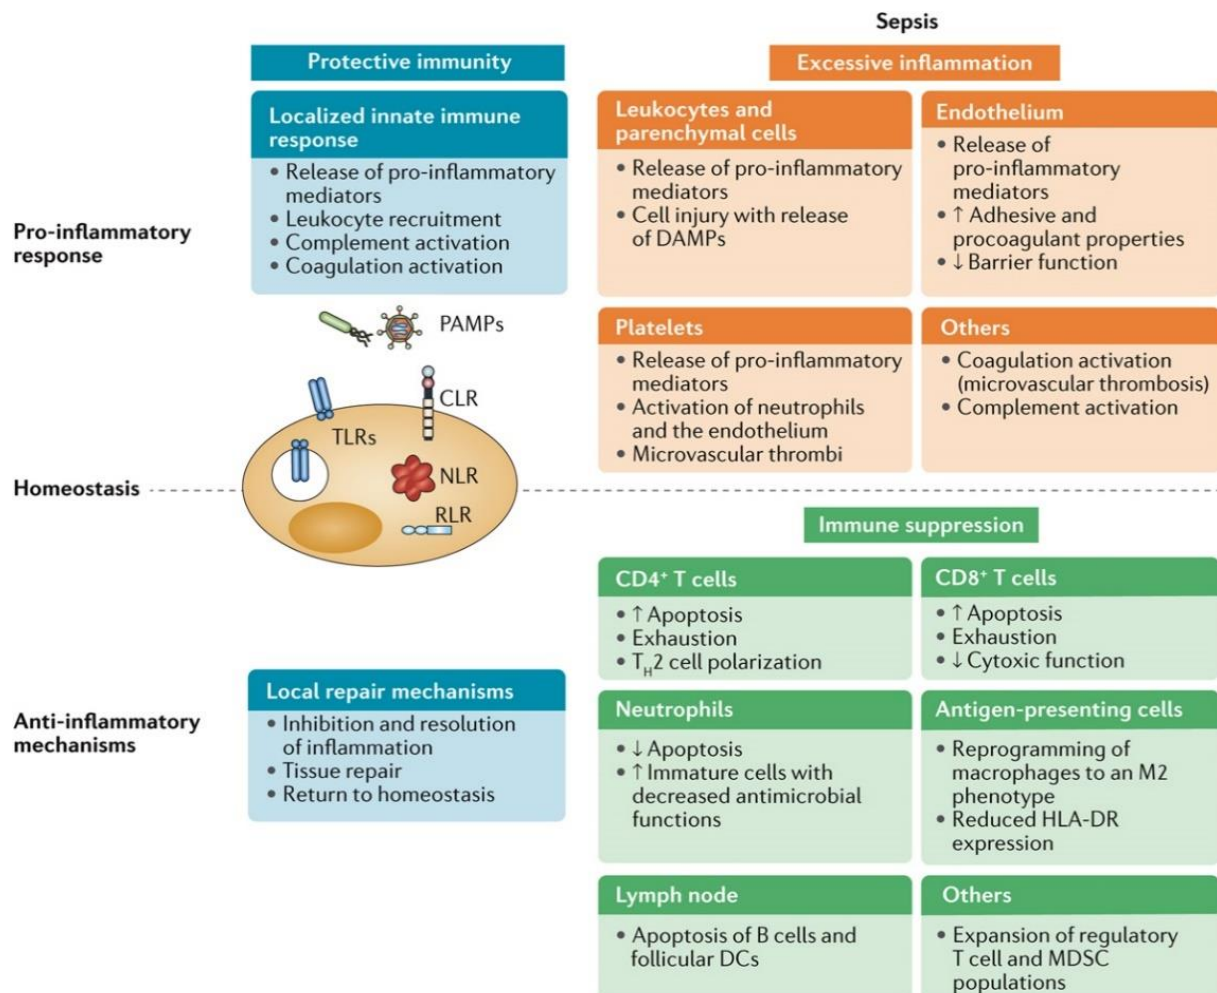 Sepsis
Protective immunity
Excessive inflammation
Pro-inflammatory
response
Localized innate immune
response
• Release of pro-inflammatory
mediators
• Leukocyte recruitment
• Complement activation
• Coagulation activation
Leukocytes and
parenchymal cells
• Release of pro-inflammatory
mediators
• Cell injury with release
of DAMPs
Endothelium
• Release of
pro-inflammatory
mediators
• ↑ Adhesive and
procoagulant properties
• ↓ Barrier function
PAMPs
CLR
TLRs
NLR
RLR
Platelets
• Release of pro-inflammatory
mediators
• Activation of neutrophils
and the endothelium
• Microvascular thrombi
Others
• Coagulation activation
(microvascular thrombosis)
• Complement activation
Homeostasis
Immune suppression
CD4⁺ T cells
• ↑ Apoptosis
• Exhaustion
• T_H2 cell polarization
CD8⁺ T cells
• ↑ Apoptosis
• Exhaustion
• ↓ Cytoxic function
Anti-inflammatory
mechanisms
Local repair mechanisms
• Inhibition and resolution
of inflammation
• Tissue repair
• Return to homeostasis
Neutrophils
• ↓ Apoptosis
• ↑ Immature cells with
decreased antimicrobial
functions
Antigen-presenting cells
• Reprogramming of
macrophages to an M2
phenotype
• Reduced HLA-DR
expression
Lymph node
• Apoptosis of B cells and
follicular DCs
Others
• Expansion of regulatory
T cell and MDSC
populations